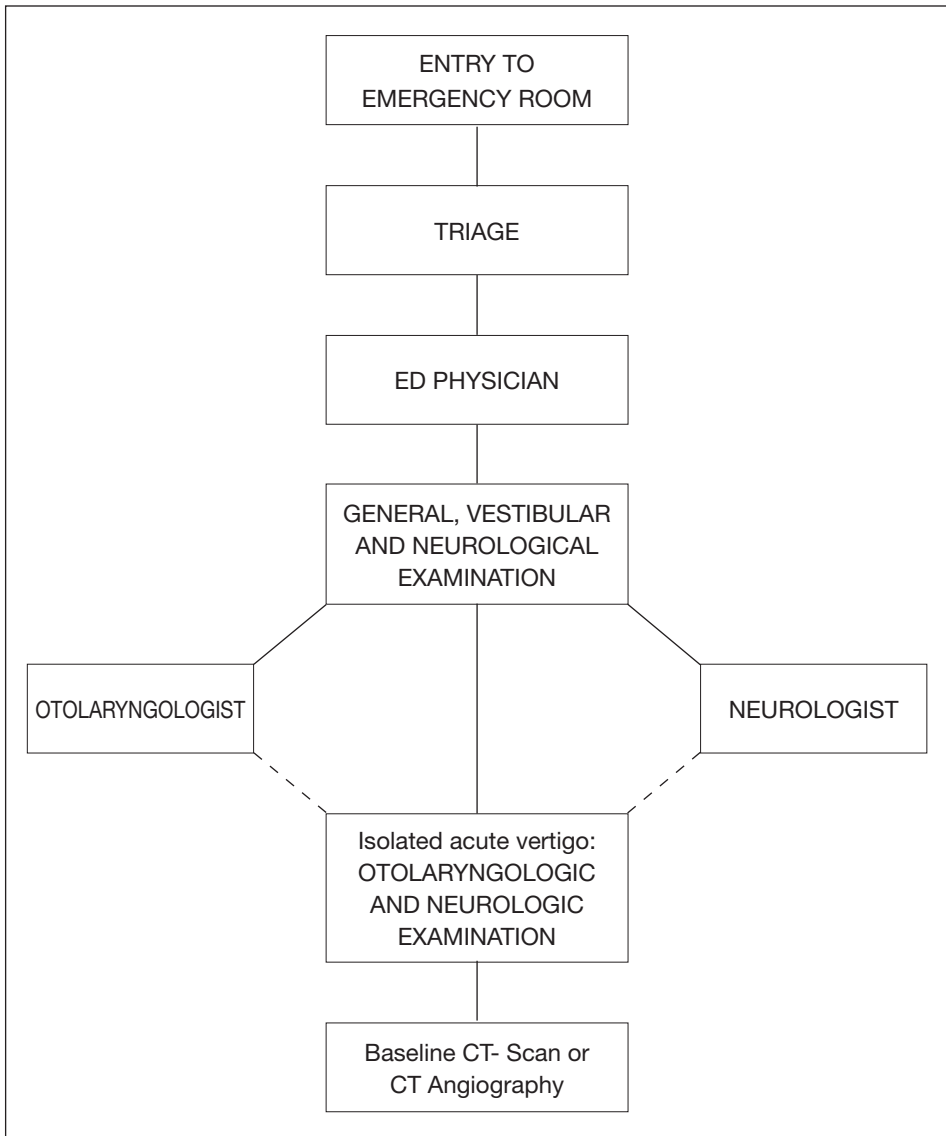 ENTRY TO
EMERGENCY ROOM
TRIAGE
ED PHYSICIAN
GENERAL, VESTIBULAR
AND NEUROLOGICAL
EXAMINATION
OTOLARYNGOLOGIST
NEUROLOGIST
Isolated acute vertigo:
OTOLARYNGOLOGIC
AND NEUROLOGIC
EXAMINATION
Baseline CT- Scan or
CT Angiography